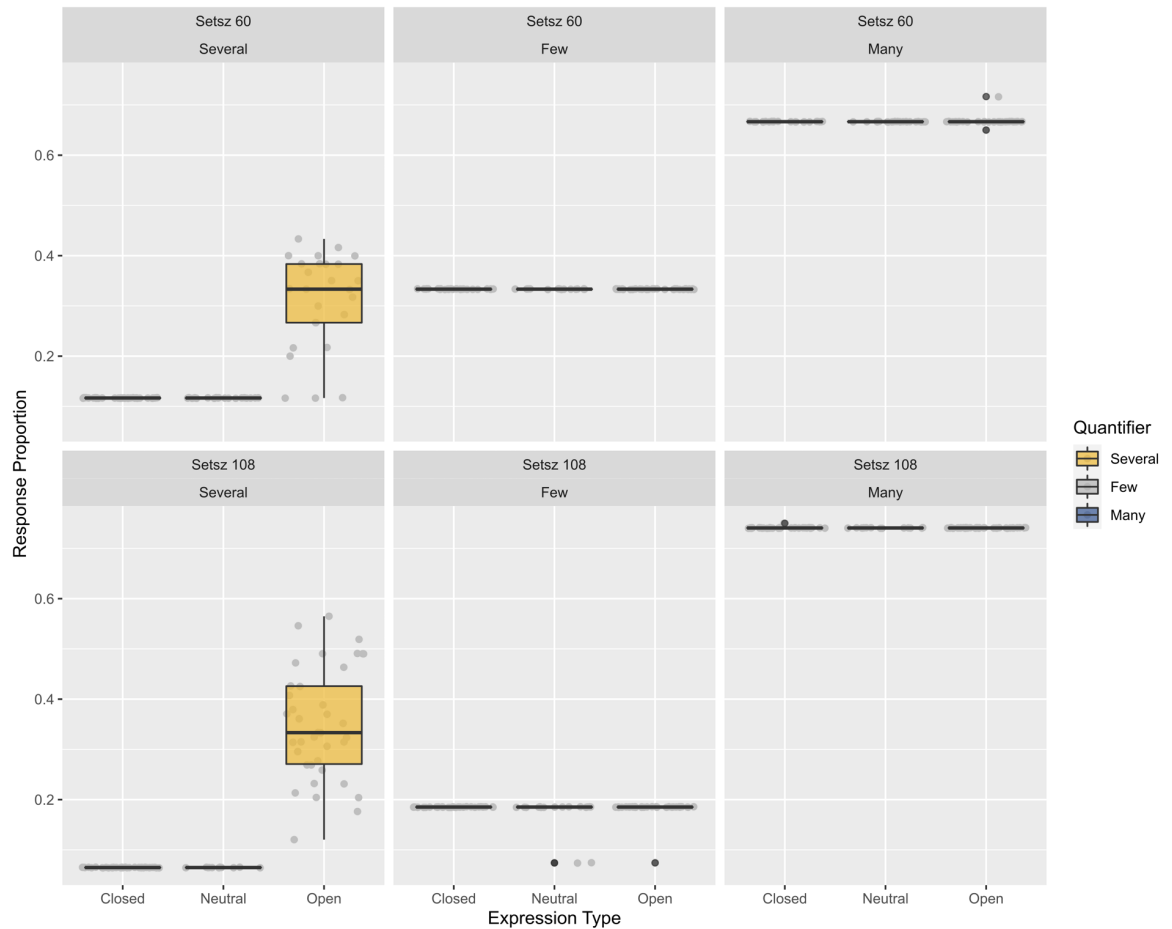 Setsz 60
Several
Setsz 60
Few
Setsz 60
Many
0.6
0.4
0.2
Response Proportion
Setsz 108
Several
Setsz 108
Few
Setsz 108
Many
0.6
0.4
0.2
Closed Neutral Open
Closed Neutral Open
Closed Neutral Open
Expression Type
Quantifier
Several
Few
Many